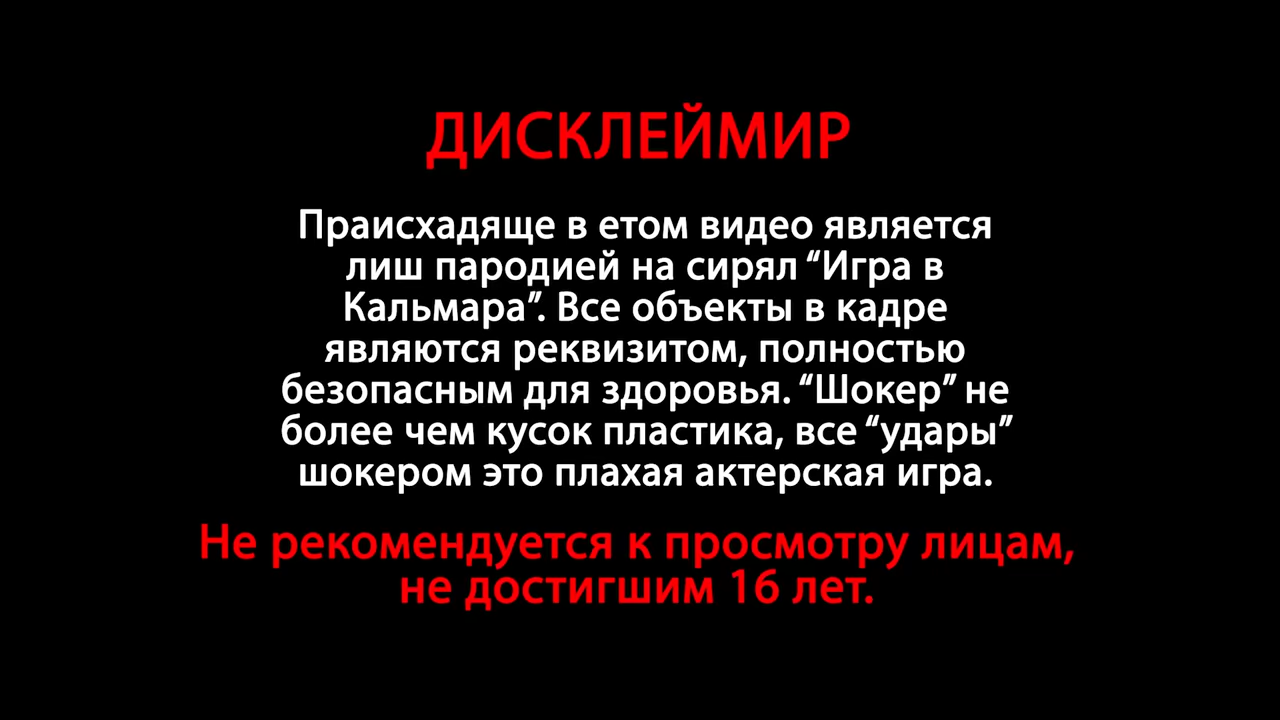 ДИСКЛЕЙМИР
Праисхадяще в етом видео является
лиш пародией на сирял “Игра в
Кальмара”. Все объекты в кадре
являются реквизитом, полностью
безопасным для здоровья. “Шокер” не
более чем кусок пластика, все “удары”
шокером это плахая актерская игра.
Не рекомендуется к просмотру лицам,
не достигшим 16 лет.